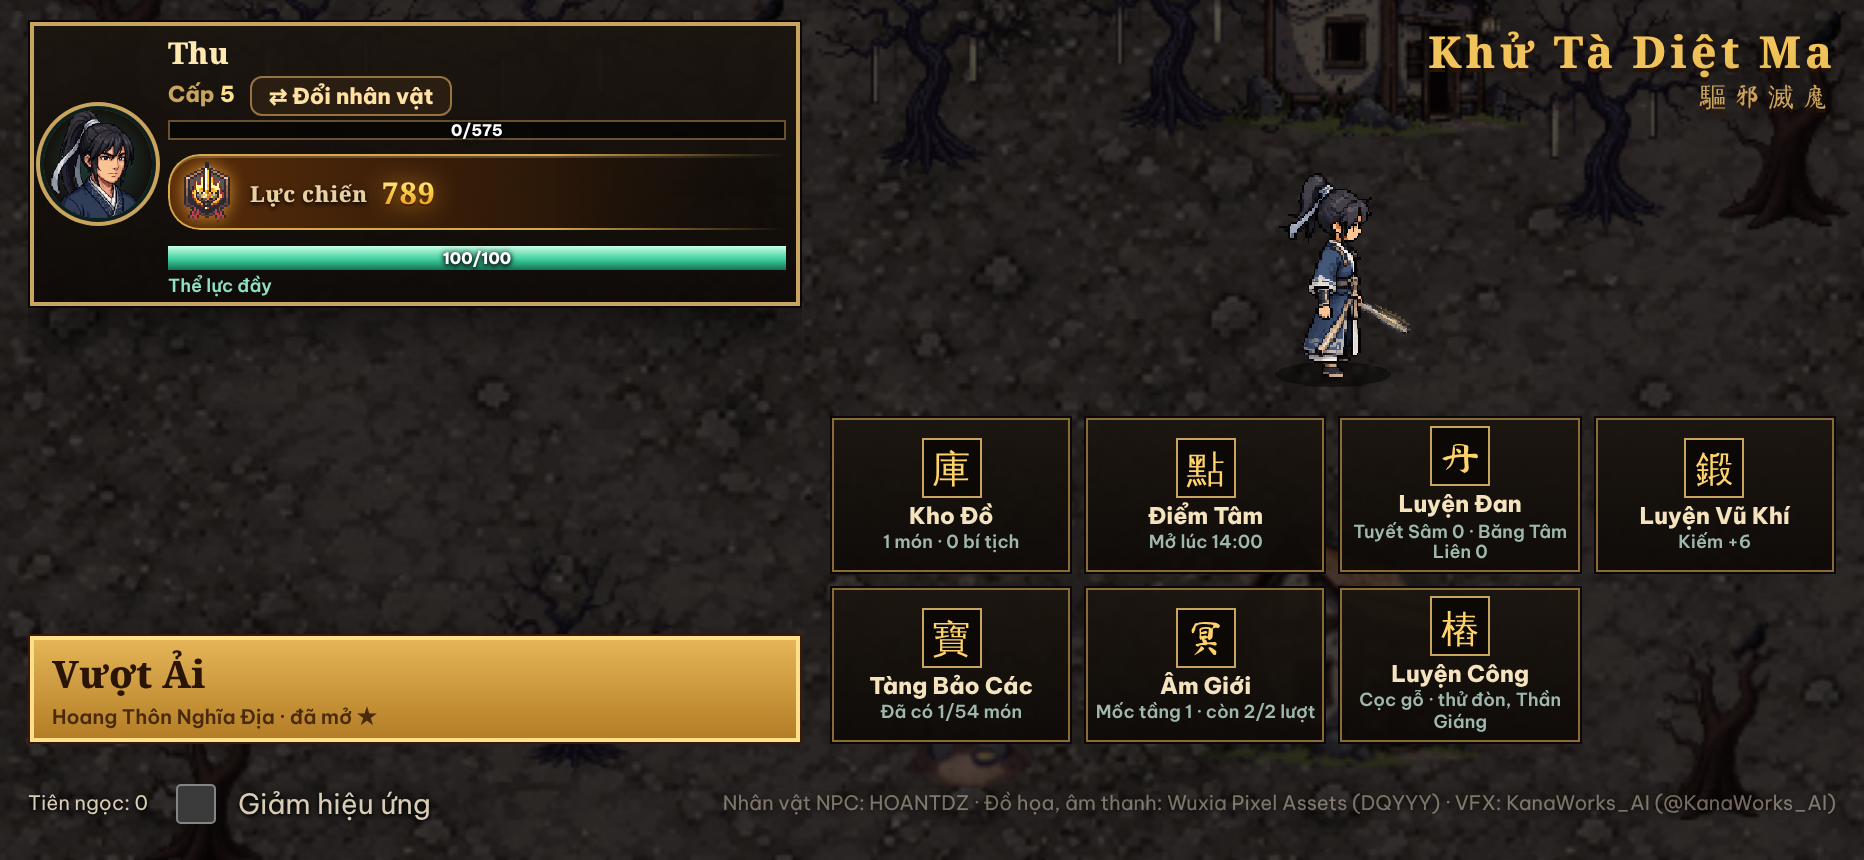 Thu
Cấp 5
⇄ Đổi nhân vật
0/575
Lực chiến 789
100/100
Thể lực đầy
Khử Tà Diệt Ma
驅邪滅魔
庫
Kho Đồ
1 món · 0 bí tịch
點
Điểm Tâm
Mở lúc 14:00
丹
Luyện Đan
Tuyết Sâm 0 · Băng Tâm
Liên 0
鍛
Luyện Vũ Khí
Kiếm +6
寶
Tàng Bảo Các
Đã có 1/54 món
冥
Âm Giới
Mốc tầng 1 · còn 2/2 lượt
樁
Luyện Công
Cọc gỗ · thử đòn, Thần
Giáng
Vượt Ải
Hoang Thôn Nghĩa Địa · đã mở ★
Tiên ngọc: 0
Giảm hiệu ứng
Nhân vật NPC: HOANTDZ · Đồ họa, âm thanh: Wuxia Pixel Assets (DQYYY) · VFX: KanaWorks_AI (@KanaWorks_AI)